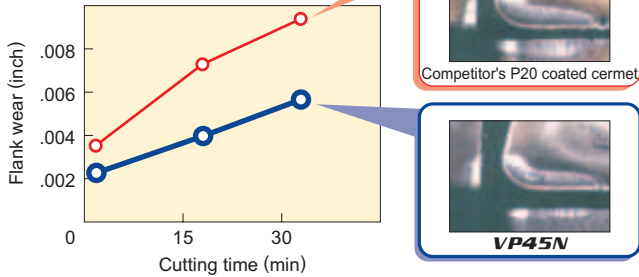 Flank wear (inch)
.008
.006
.004
.002
0
15
30
Cutting time (min)
Competitor's P20 coated cermet
VP45N